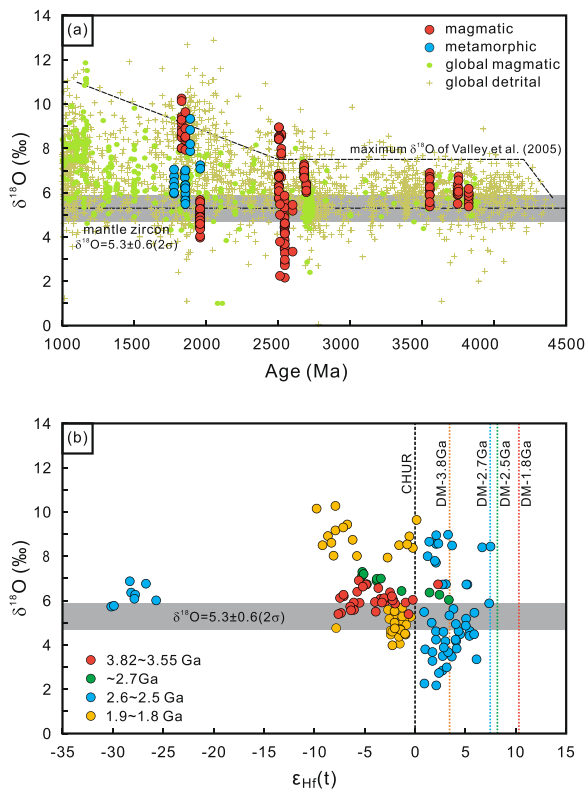 (a)
magmatic
metamorphic
global magmatic
global detrital
maximum δ18O of Valley et al. (2005)
mantle zircon
δ18O=5.3±0.6(2σ)
δ18O (‰)
14
12
10
8
6
4
2
0
1000 1500 2000 2500 3000 3500 4000 4500
Age (Ma)
(b)
CHUR
DM-3.8Ga
DM-2.7Ga
DM-2.5Ga
DM-1.8Ga
δ18O=5.3±0.6(2σ)
3.82~3.55 Ga
~2.7Ga
2.6~2.5 Ga
1.9~1.8 Ga
δ18O (‰)
14
12
10
8
6
4
2
0
-35 -30 -25 -20 -15 -10 -5 0 5 10 15
εHf(t)